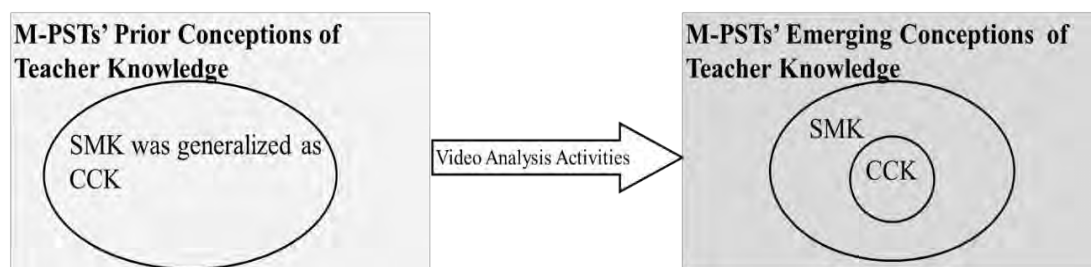 M-PSTs’ Prior Conceptions of
Teacher Knowledge
SMK was generalized as
CCK
Video Analysis Activities
M-PSTs’ Emerging Conceptions of
Teacher Knowledge
SMK
CCK